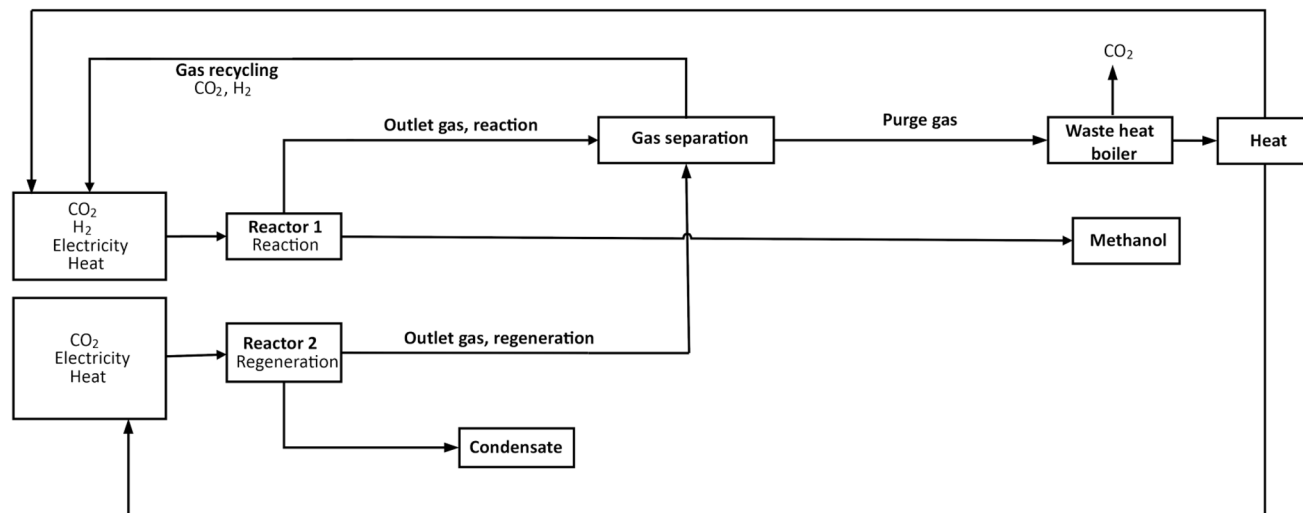 Gas recycling
CO₂, H₂
CO₂
Outlet gas, reaction
Gas separation
Purge gas
Waste heat
boiler
Heat
CO₂
H₂
Electricity
Heat
Reactor 1
Reaction
Methanol
CO₂
Electricity
Heat
Reactor 2
Regeneration
Outlet gas, regeneration
Condensate